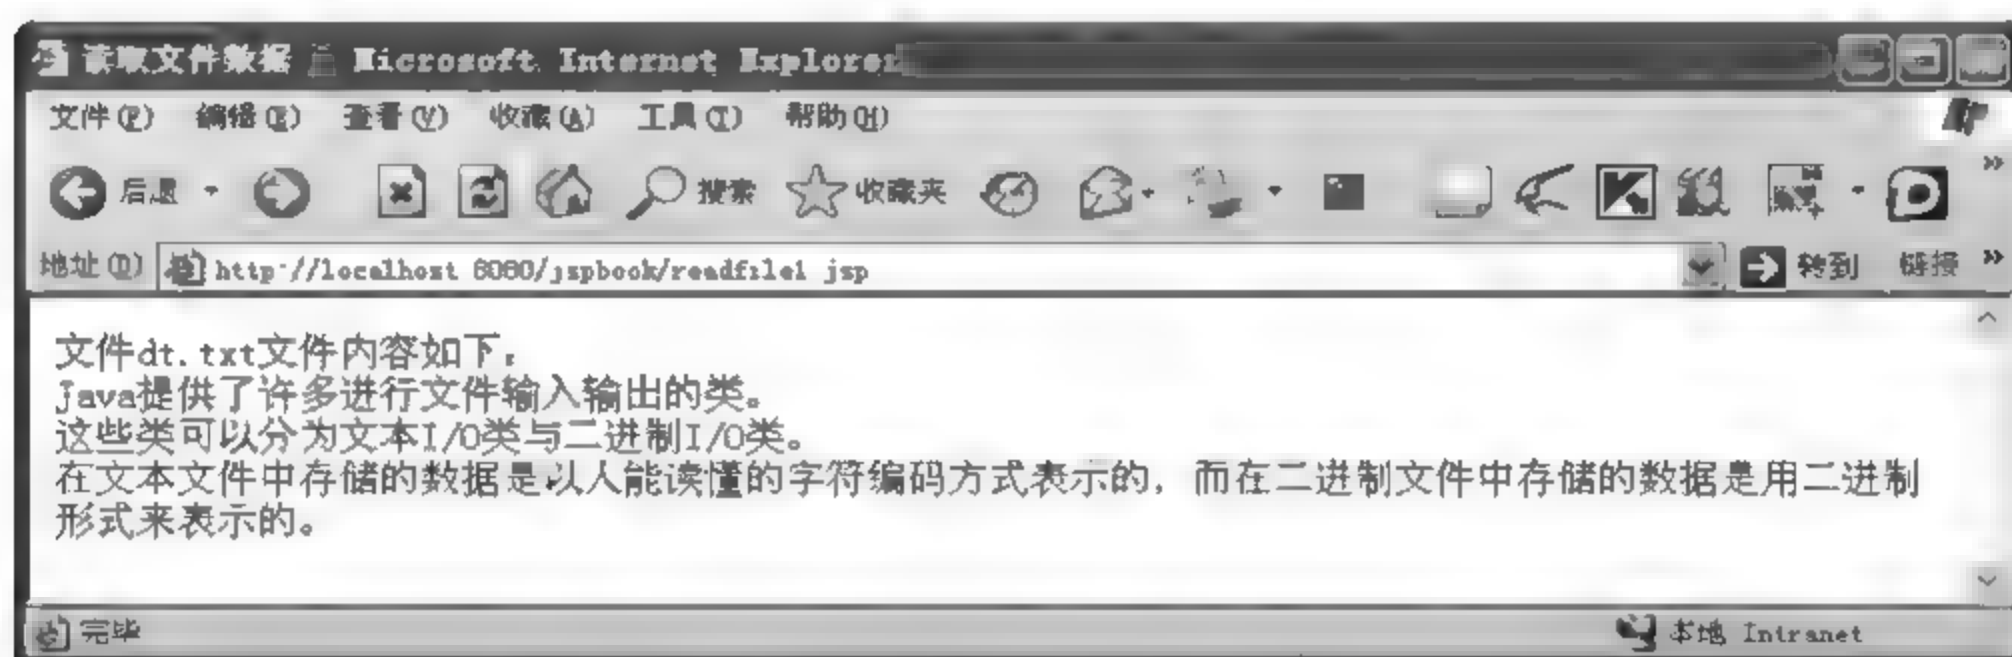 读取文件数据 - Microsoft Internet Explorer
文件(F) 编辑(E) 查看(V) 收藏(A) 工具(T) 帮助(H)
后退 搜索 收藏夹 »
地址(D) http://localhost 8080/jspbook/readfile1 jsp 转到 链接 »
文件dt.txt文件内容如下:
Java提供了许多进行文件输入输出的类。
这些类可以分为文本I/O类与二进制I/O类。
在文本文件中存储的数据是以人能读懂的字符编码方式表示的，而在二进制文件中存储的数据是用二进制
形式来表示的。
完毕 本地 Intranet